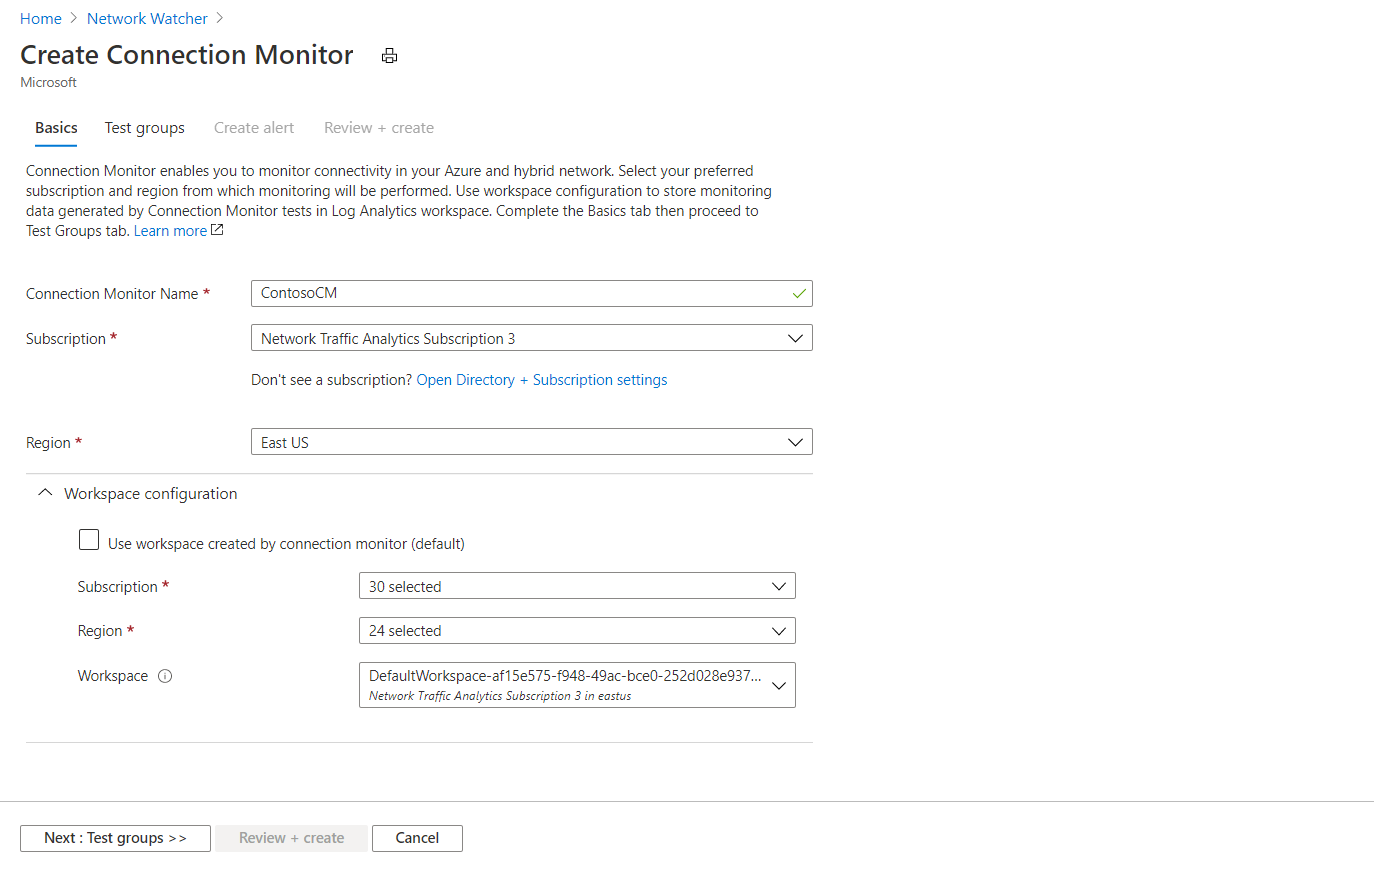 Home > Network Watcher >
Create Connection Monitor
Microsoft
Basics Test groups Create alert Review + create
Connection Monitor enables you to monitor connectivity in your Azure and hybrid network. Select your preferred
subscription and region from which monitoring will be performed. Use workspace configuration to store monitoring
data generated by Connection Monitor tests in Log Analytics workspace. Complete the Basics tab then proceed to
Test Groups tab. Learn more
Connection Monitor Name * ContosoCM
Subscription * Network Traffic Analytics Subscription 3
Don't see a subscription? Open Directory + Subscription settings
Region * East US
Workspace configuration
Use workspace created by connection monitor (default)
Subscription * 30 selected
Region * 24 selected
Workspace DefaultWorkspace-af15e575-f948-49ac-bce0-252d028e937...
Network Traffic Analytics Subscription 3 in eastus
Next : Test groups >> Review + create Cancel